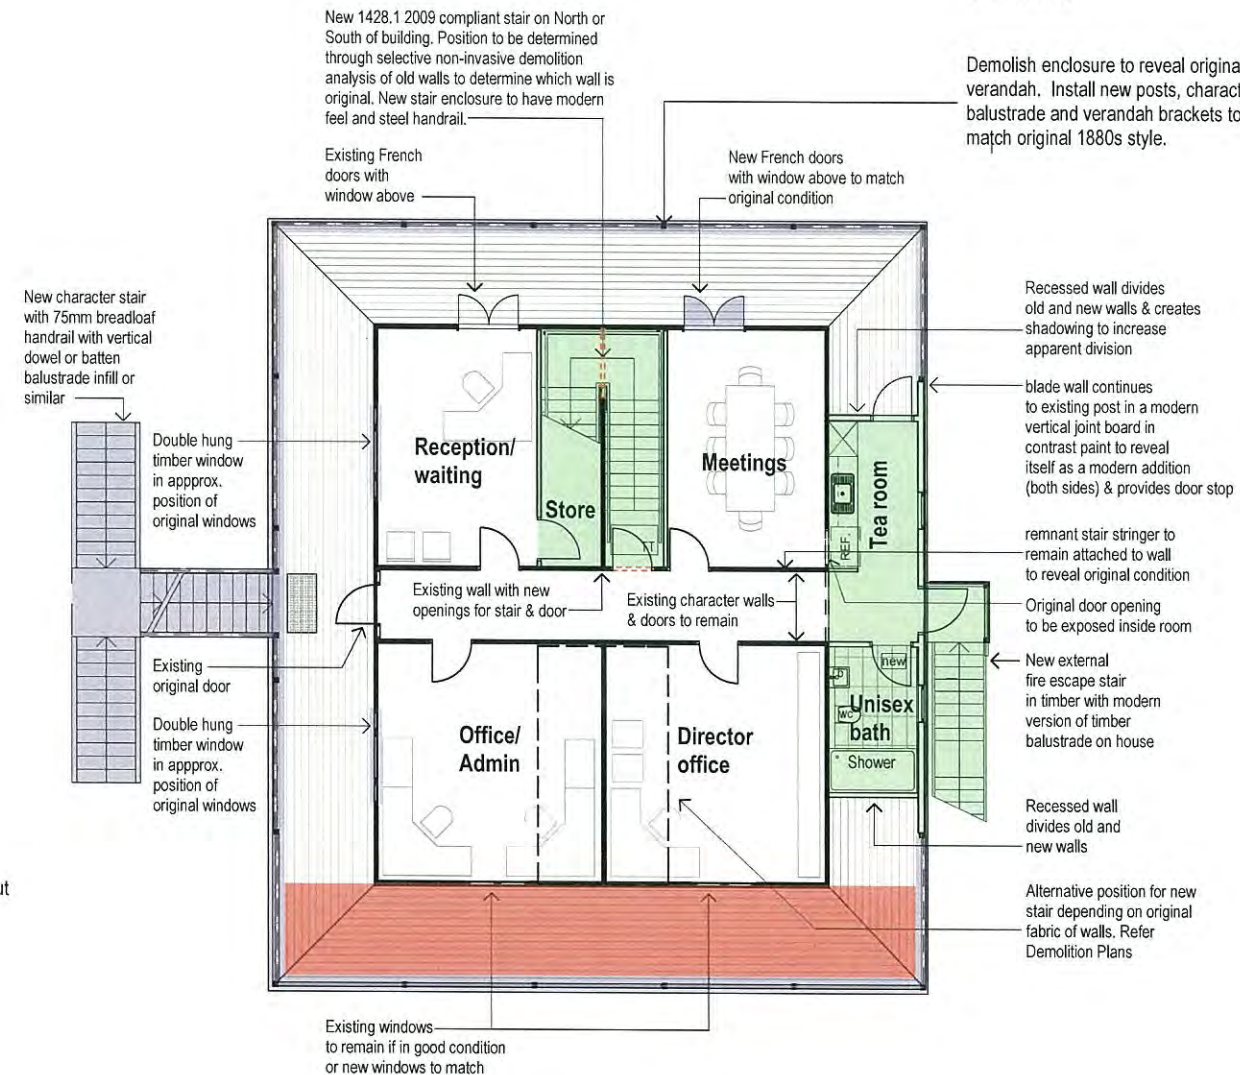 New 1428.1 2009 compliant stair on North or
South of building. Position to be determined
through selective non-invasive demolition
analysis of old walls to determine which wall is
original. New stair enclosure to have modern
feel and steel handrail.
Demolish enclosure to reveal origina
verandah. Install new posts, charact
balustrade and verandah brackets to
match original 1880s style.
Existing French
doors with
window above
New French doors
with window above to match
original condition
New character stair
with 75mm breadloaf
handrail with vertical
dowel or batten
balustrade infill or
similar
Recessed wall divides
old and new walls & creates
shadowing to increase
apparent division
blade wall continues
to existing post in a modern
vertical joint board in
contrast paint to reveal
itself as a modern addition
(both sides) & provides door stop
Double hung
timber window
in appprox.
position of
original windows
Reception/
waiting
Store
Meetings
Tea room
REF.
remnant stair stringer to
remain attached to wall
to reveal original condition
Existing wall with new
openings for stair & door
Existing character walls
& doors to remain
Original door opening
to be exposed inside room
Existing
original door
New external
fire escape stair
in timber with modern
version of timber
balustrade on house
new
wc
Unisex
bath
Shower
Double hung
timber window
in appprox.
position of
original windows
Office/
Admin
Director
office
Recessed wall
divides old and
new walls
ut
Alternative position for new
stair depending on original
fabric of walls. Refer
Demolition Plans
Existing windows
to remain if in good condition
or new windows to match